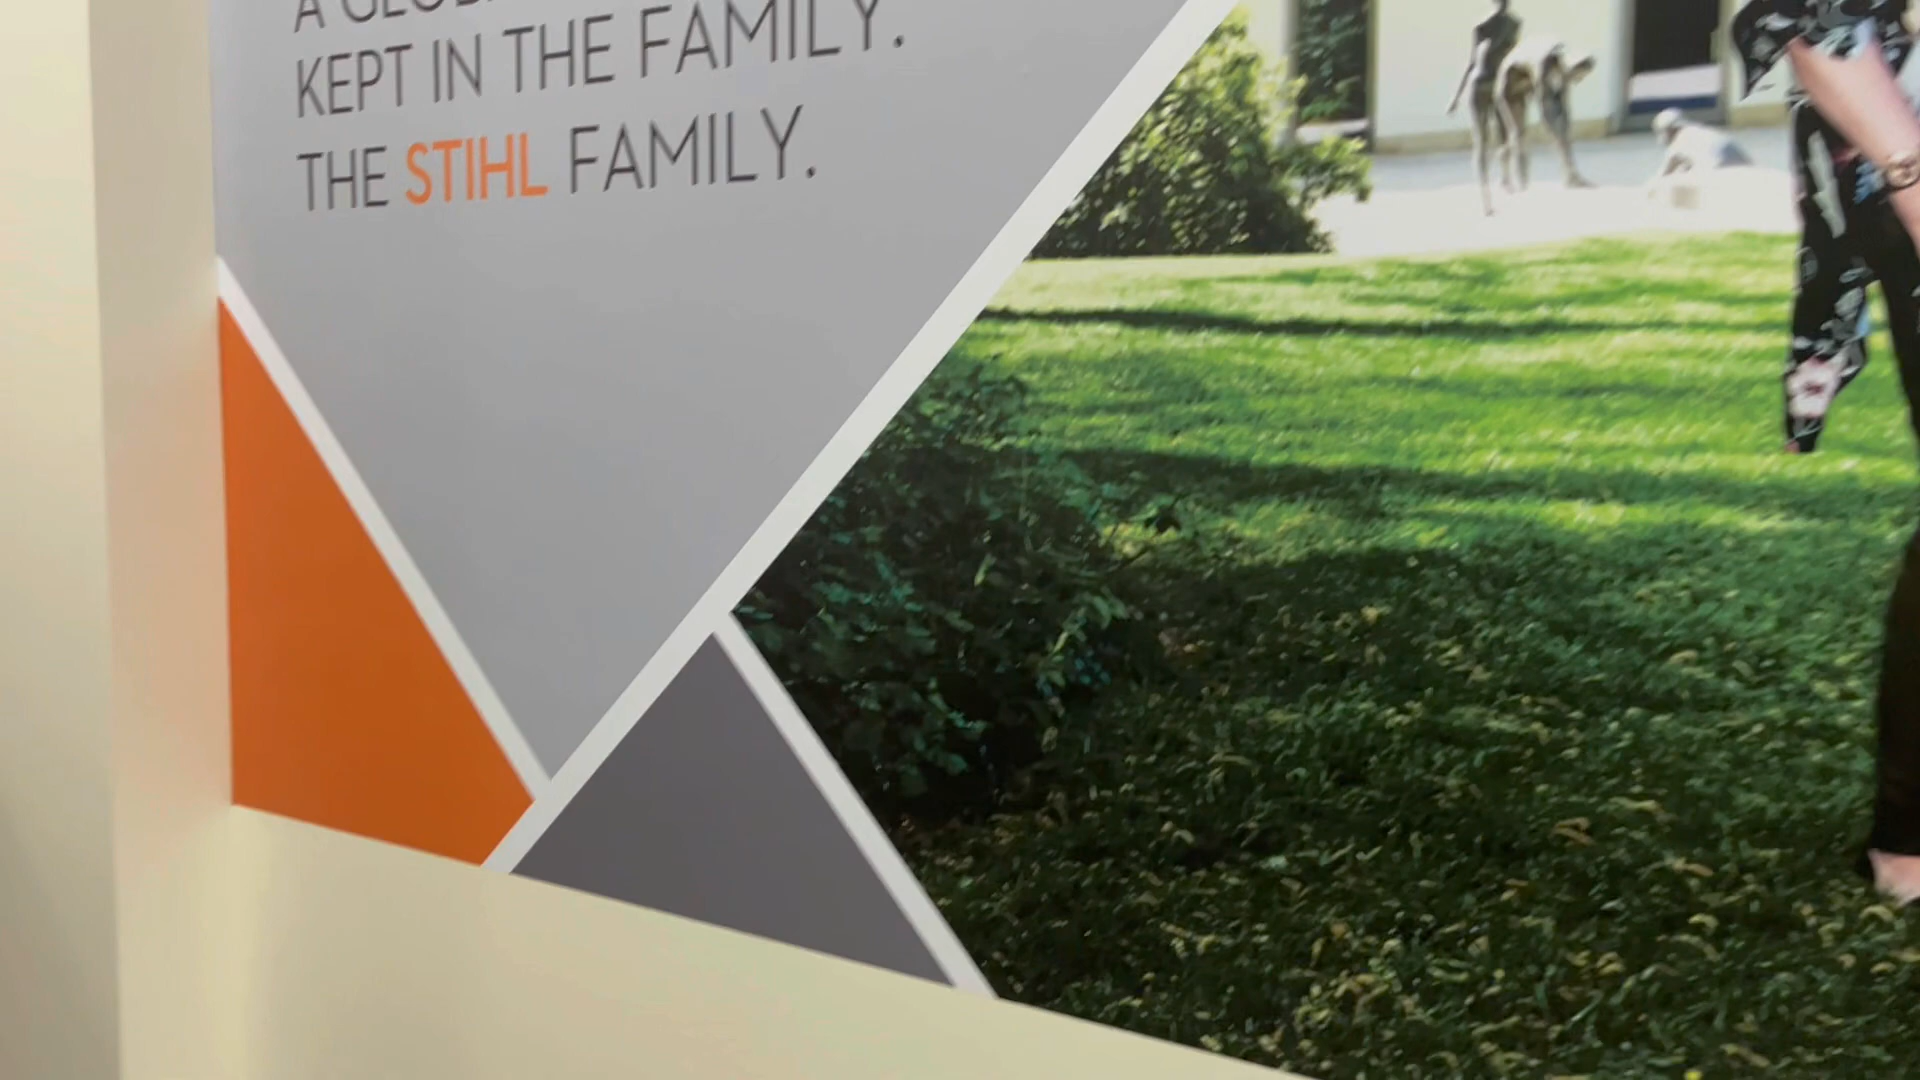 A
KEPT IN THE FAMILY.
THE STIHL FAMILY.